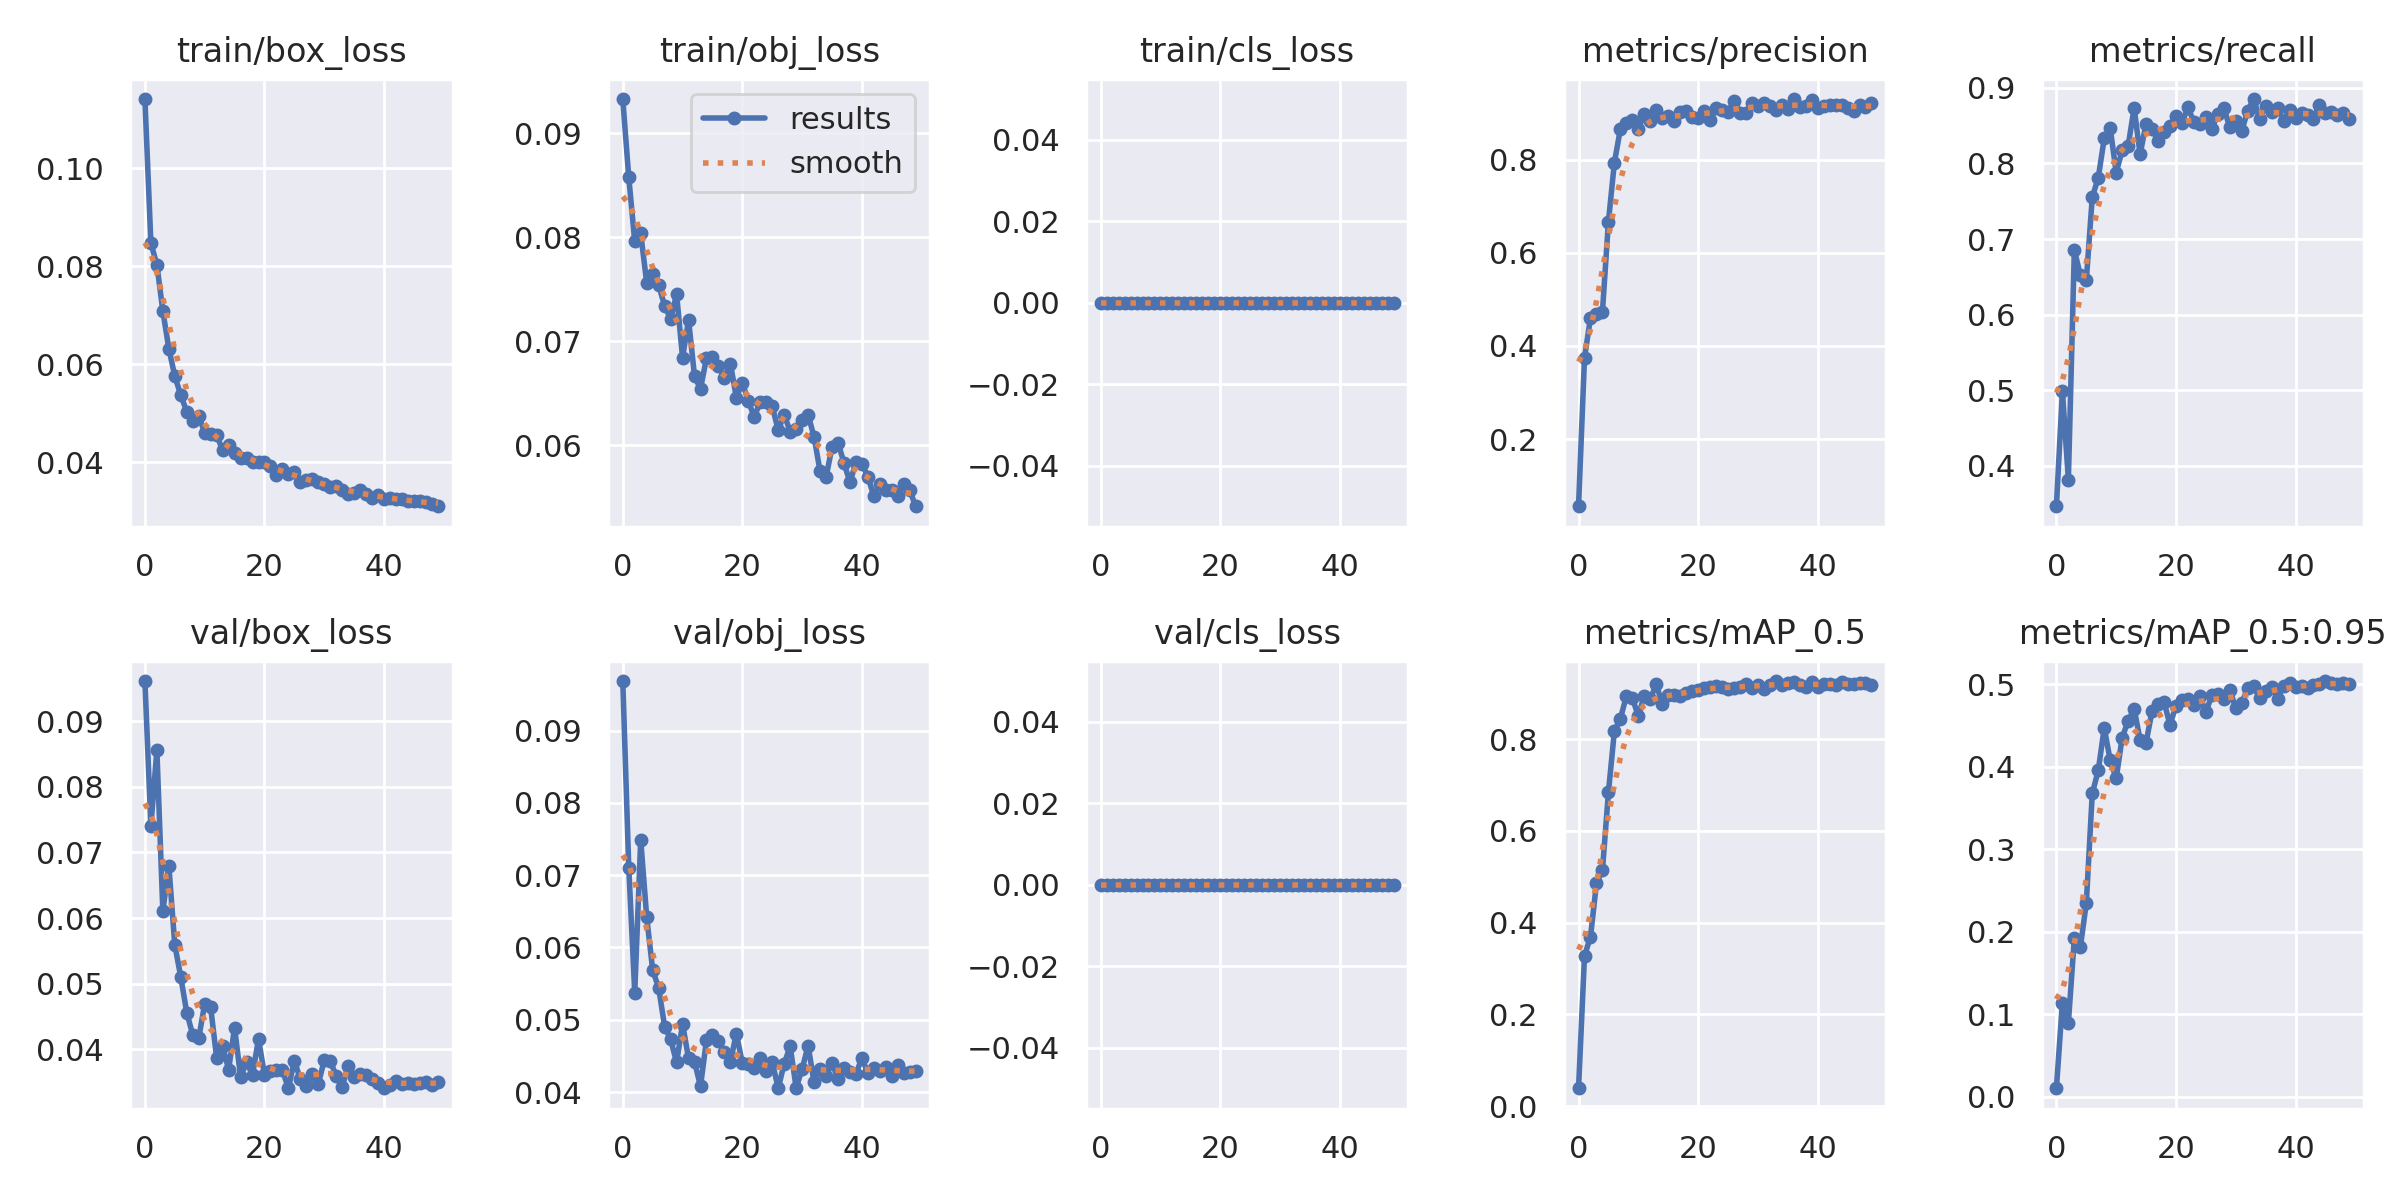 train/box_loss
train/obj_loss
train/cls_loss
metrics/precision
metrics/recall
0.10
0.08
0.06
0.04
0 20 40
0.09
0.08
0.07
0.06
0 20 40
results
smooth
0.04
0.02
0.00
−0.02
−0.04
0 20 40
0.8
0.6
0.4
0.2
0 20 40
0.9
0.8
0.7
0.6
0.5
0.4
0 20 40
val/box_loss
val/obj_loss
val/cls_loss
metrics/mAP_0.5
metrics/mAP_0.5:0.95
0.09
0.08
0.07
0.06
0.05
0.04
0 20 40
0.09
0.08
0.07
0.06
0.05
0.04
0 20 40
0.04
0.02
0.00
−0.02
−0.04
0 20 40
0.8
0.6
0.4
0.2
0.0
0 20 40
0.5
0.4
0.3
0.2
0.1
0.0
0 20 40